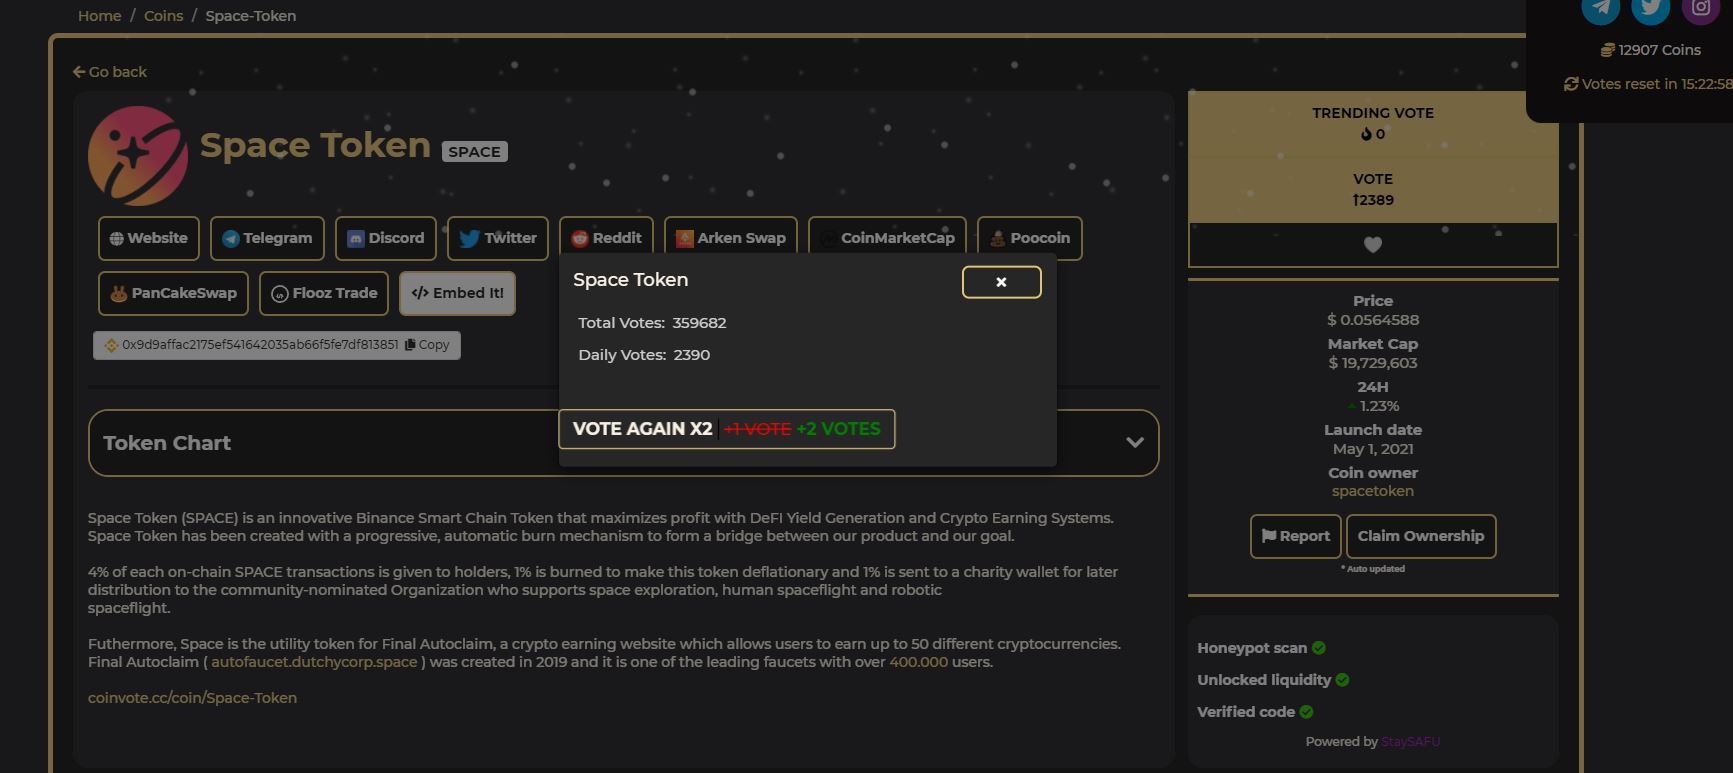 Home / Coins / Space-Token
12907 Coins
Votes reset in 15:22:58
Go back
Space Token SPACE
Website Telegram Discord Twitter Reddit Arken Swap CoinMarketCap Poocoin
PanCakeSwap Flooz Trade </> Embed It!
0x9d9affac2175ef541642035ab66f5fe7df813851 Copy
Space Token ×
Total Votes: 359682
Daily Votes: 2390
VOTE AGAIN X2 | +1 VOTE +2 VOTES
Token Chart
Space Token (SPACE) is an innovative Binance Smart Chain Token that maximizes profit with DeFI Yield Generation and Crypto Earning Systems.
Space Token has been created with a progressive, automatic burn mechanism to form a bridge between our product and our goal.
4% of each on-chain SPACE transactions is given to holders, 1% is burned to make this token deflationary and 1% is sent to a charity wallet for later
distribution to the community-nominated Organization who supports space exploration, human spaceflight and robotic
spaceflight.
Futhermore, Space is the utility token for Final Autoclaim, a crypto earning website which allows users to earn up to 50 different cryptocurrencies.
Final Autoclaim ( autofaucet.dutchycorp.space ) was created in 2019 and it is one of the leading faucets with over 400.000 users.
coinvote.cc/coin/Space-Token
TRENDING VOTE
0
VOTE
↑2389
Price
$ 0.0564588
Market Cap
$ 19,729,603
24H
1.23%
Launch date
May 1, 2021
Coin owner
spacetoken
Report Claim Ownership
* Auto updated
Honeypot scan
Unlocked liquidity
Verified code
Powered by StaySAFU